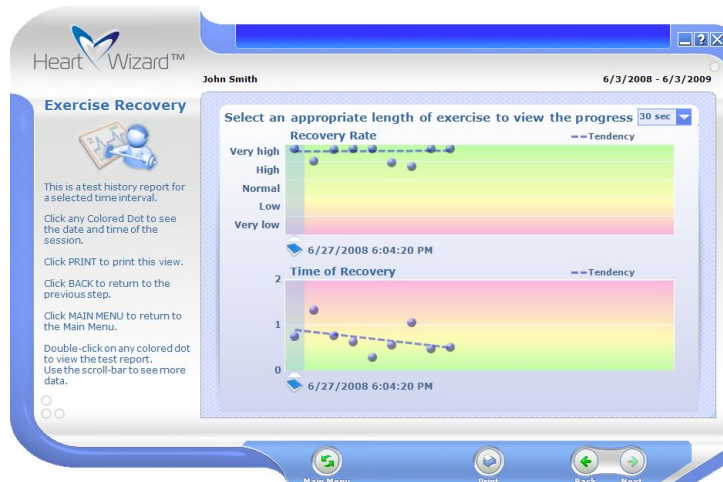 Heart Wizard™
John Smith
6/3/2008 - 6/3/2009
Exercise Recovery
This is a test history report for
a selected time interval.
Click any Colored Dot to see
the date and time of the
session.
Click PRINT to print this view.
Click BACK to return to the
previous step.
Click MAIN MENU to return to
the Main Menu.
Double-click on any colored dot
to view the test report.
Use the scroll-bar to see more
data.
Select an appropriate length of exercise to view the progress 30 sec
Recovery Rate
Tendency
Very high
High
Normal
Low
Very low
6/27/2008 6:04:20 PM
Time of Recovery
Tendency
2
1
0
6/27/2008 6:04:20 PM
Main Menu
Print
Back
Next